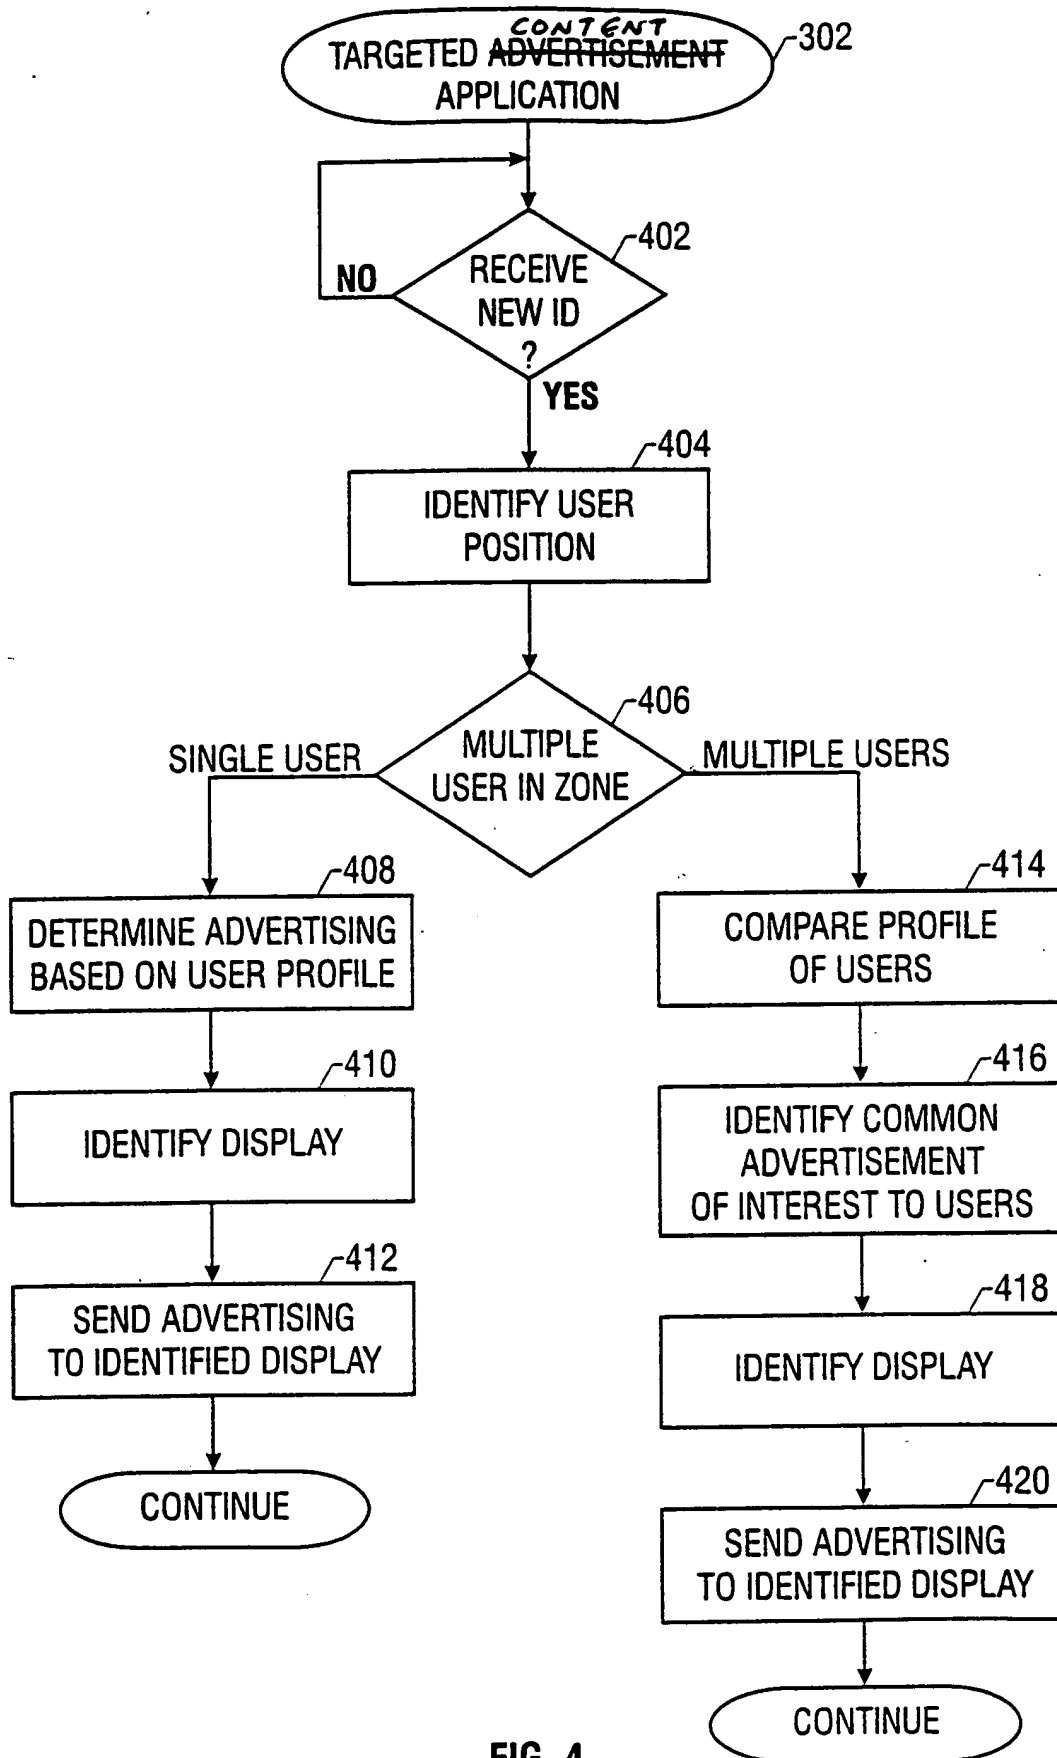 CONTENT
TARGETED ADVERTISEMENT
APPLICATION
302
402
RECEIVE
NEW ID
?
NO
YES
404
IDENTIFY USER
POSITION
406
MULTIPLE
USER IN ZONE
SINGLE USER
MULTIPLE USERS
408
DETERMINE ADVERTISING
BASED ON USER PROFILE
410
IDENTIFY DISPLAY
412
SEND ADVERTISING
TO IDENTIFIED DISPLAY
CONTINUE
414
COMPARE PROFILE
OF USERS
416
IDENTIFY COMMON
ADVERTISEMENT
OF INTEREST TO USERS
418
IDENTIFY DISPLAY
420
SEND ADVERTISING
TO IDENTIFIED DISPLAY
CONTINUE
FIG. 4